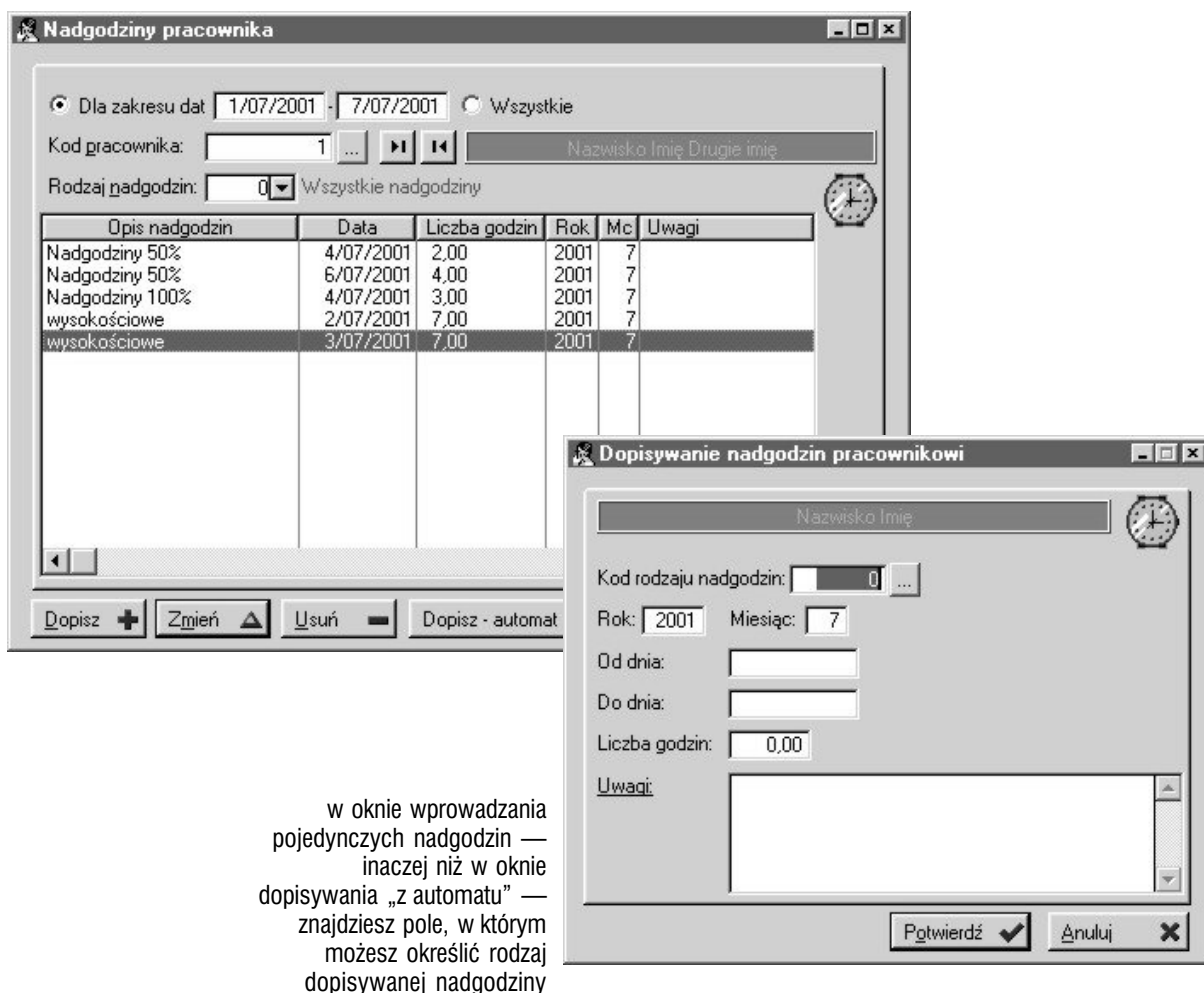 Nadgodziny pracownika
Dla zakresu dat 1/07/2001 - 7/07/2001 Wszystkie
Kod pracownika: 1 ... Nazwisko Imię Drugie imię
Rodzaj nadgodzin: 0 Wszystkie nadgodziny
Opis nadgodzin Data Liczba godzin Rok Mc Uwagi
Nadgodziny 50% 4/07/2001 2,00 2001 7
Nadgodziny 50% 6/07/2001 4,00 2001 7
Nadgodziny 100% 4/07/2001 3,00 2001 7
wysokościowe 2/07/2001 7,00 2001 7
wysokościowe 3/07/2001 7,00 2001 7
Dopisz Zmień Usuń Dopisz - automat
Dopisywanie nadgodzin pracownikowi
Nazwisko Imię
Kod rodzaju nadgodzin: 0 ...
Rok: 2001 Miesiąc: 7
Od dnia:
Do dnia:
Liczba godzin: 0,00
Uwagi:
Potwierdź Anuluj
w oknie wprowadzania
pojedynczych nadgodzin —
inaczej niż w oknie
dopisywania „z automatu” —
znajdziesz pole, w którym
możesz określić rodzaj
dopisywanej nadgodziny